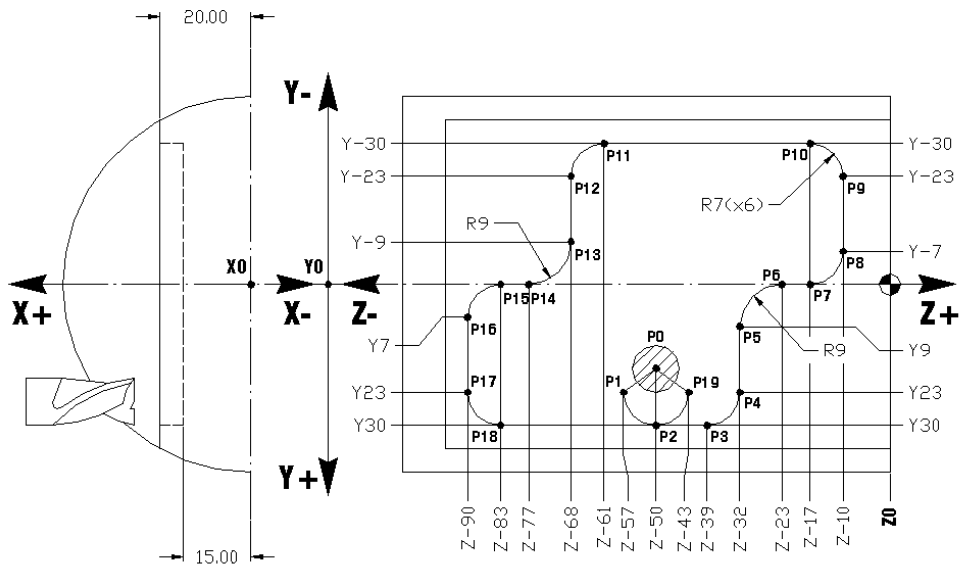 20.00
Y-
Y-30
Y-23
Y-9
X0
Y0
X+
X-
Z-
Y7
Y23
Y30
Y+
15.00
P11
P12
R9
P13
P15
P14
P16
P17
P18
P0
P1
P19
P2
P3
P10
R7(x6)
P9
P8
P6
P7
P5
R9
P4
Y-30
Y-23
Y-7
Z+
Y9
Y23
Y30
Z-90
Z-83
Z-77
Z-68
Z-61
Z-57
Z-50
Z-43
Z-39
Z-32
Z-23
Z-17
Z-10
Z0